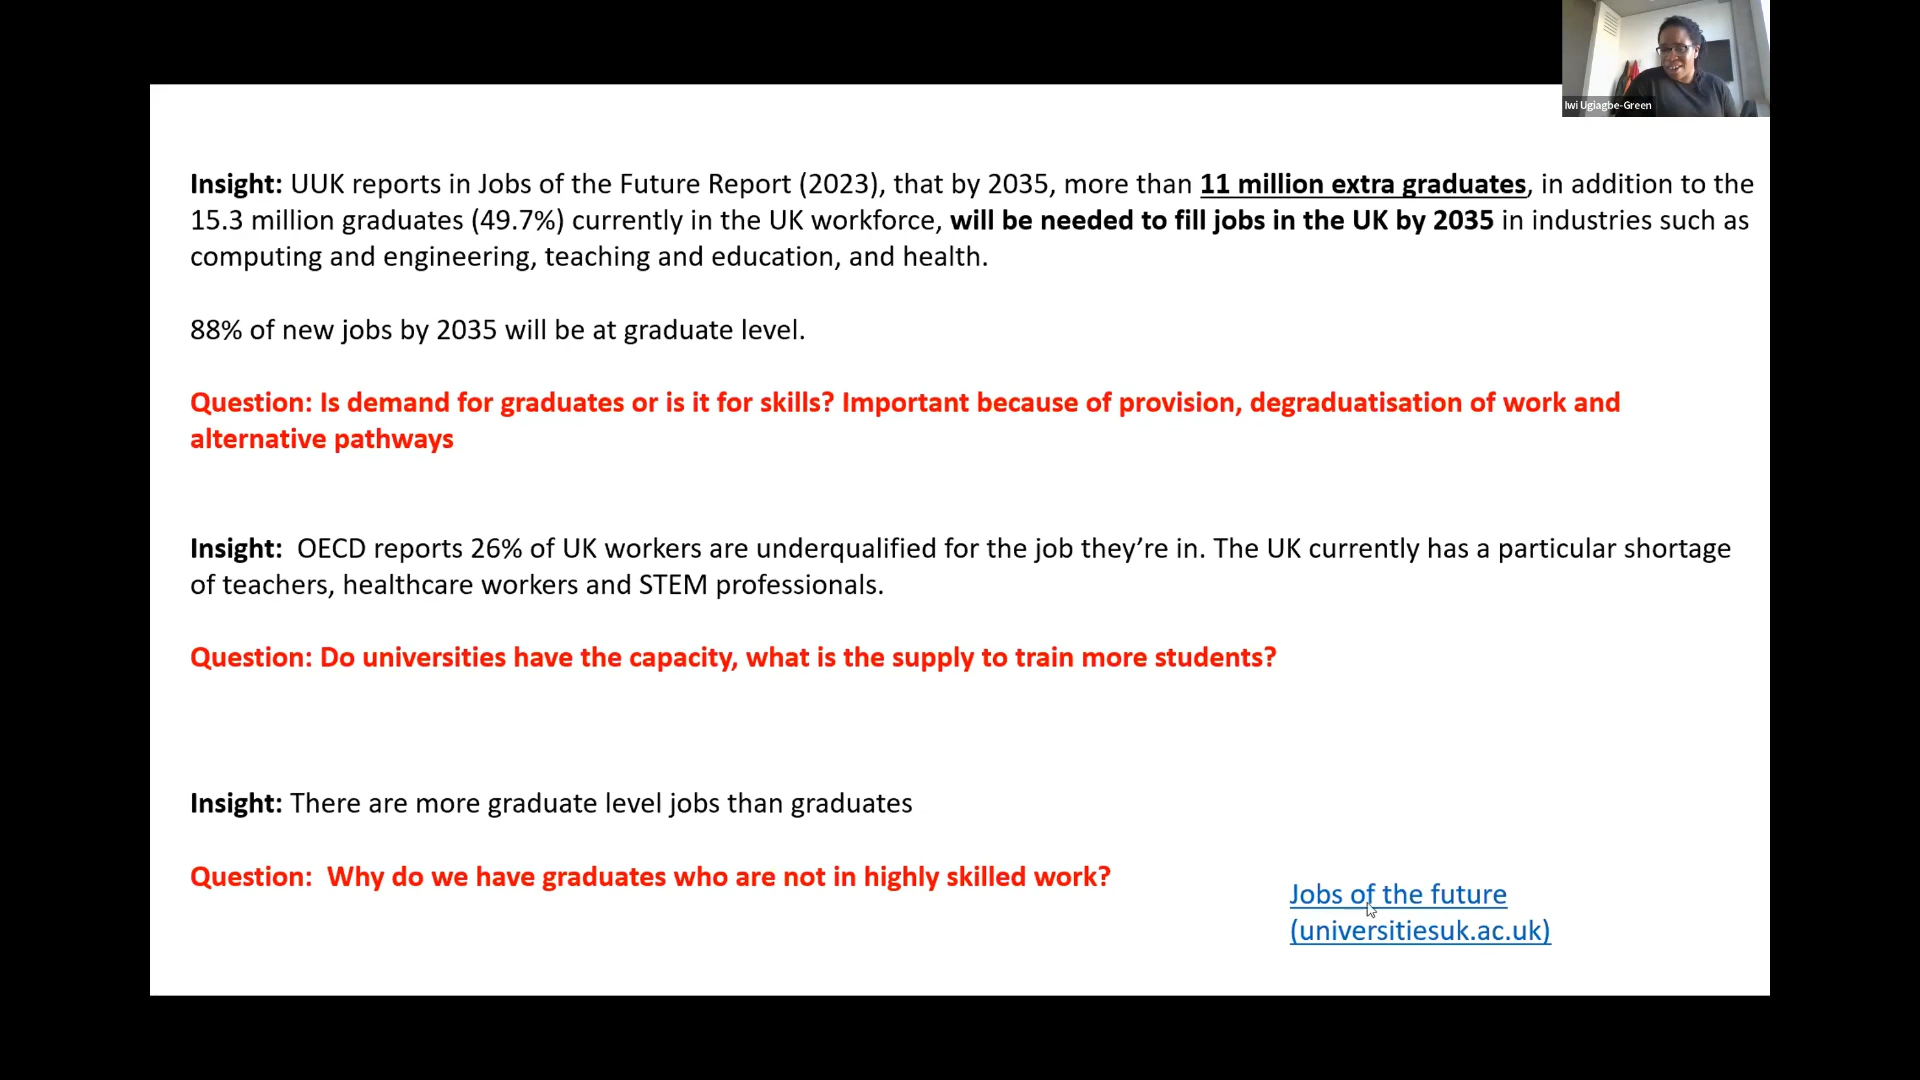 Iwi Ugiagbe-Green
Insight: UUK reports in Jobs of the Future Report (2023), that by 2035, more than 11 million extra graduates, in addition to the
15.3 million graduates (49.7%) currently in the UK workforce, will be needed to fill jobs in the UK by 2035 in industries such as
computing and engineering, teaching and education, and health.
88% of new jobs by 2035 will be at graduate level.
Question: Is demand for graduates or is it for skills? Important because of provision, degraduatisation of work and
alternative pathways
Insight:  OECD reports 26% of UK workers are underqualified for the job they’re in. The UK currently has a particular shortage
of teachers, healthcare workers and STEM professionals.
Question: Do universities have the capacity, what is the supply to train more students?
Insight: There are more graduate level jobs than graduates
Question:  Why do we have graduates who are not in highly skilled work?
Jobs of the future
(universitiesuk.ac.uk)